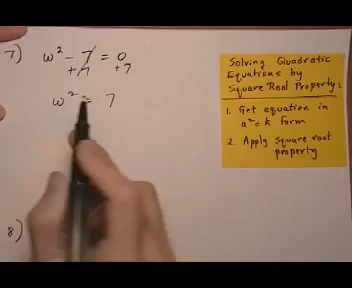 7) w² - 7 = 0
+7 +7
w² = 7
8)
Solving Quadratic
Equations by
Square Root Property:
1. Get equation in
a² = k form
2. Apply square root
property